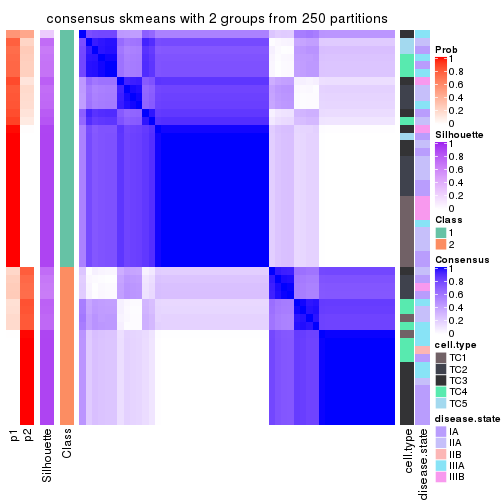 consensus skmeans with 2 groups from 250 partitions
Prob
1
0.8
0.6
0.4
0.2
0
Silhouette
1
0.8
0.6
0.4
0.2
0
Class
1
2
Consensus
1
0.8
0.6
0.4
0.2
0
cell.type
TC1
TC2
TC3
TC4
TC5
disease.state
IA
IIA
IIB
IIIA
IIIB
p1
p2
Silhouette
Class
cell.type
disease.state